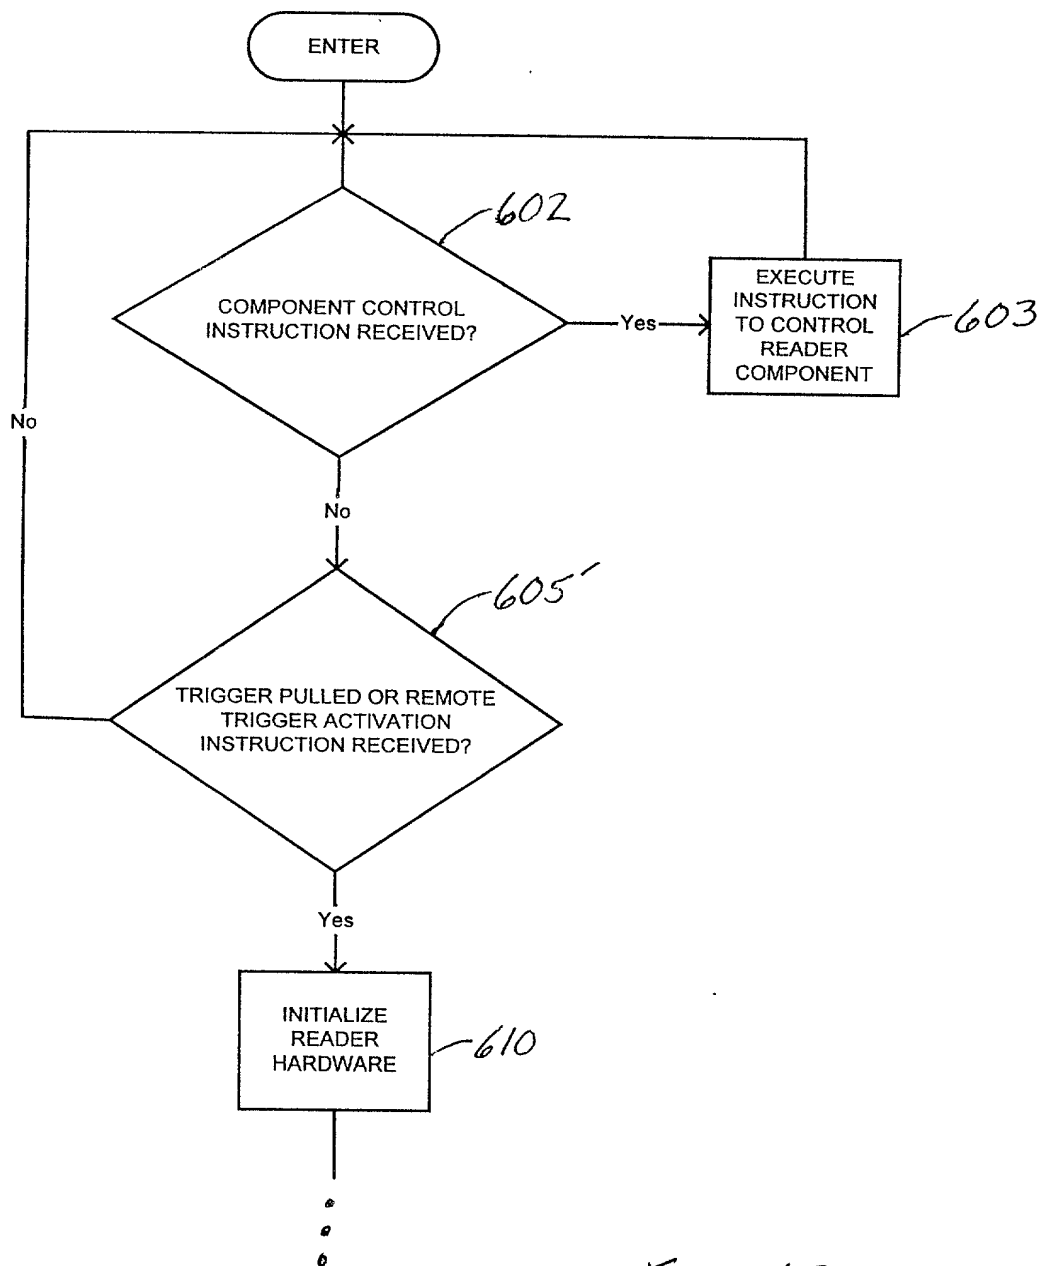 ENTER
602
COMPONENT CONTROL
INSTRUCTION RECEIVED?
Yes
EXECUTE
INSTRUCTION
TO CONTROL
READER
COMPONENT
603
No
No
605'
TRIGGER PULLED OR REMOTE
TRIGGER ACTIVATION
INSTRUCTION RECEIVED?
Yes
INITIALIZE
READER
HARDWARE
610